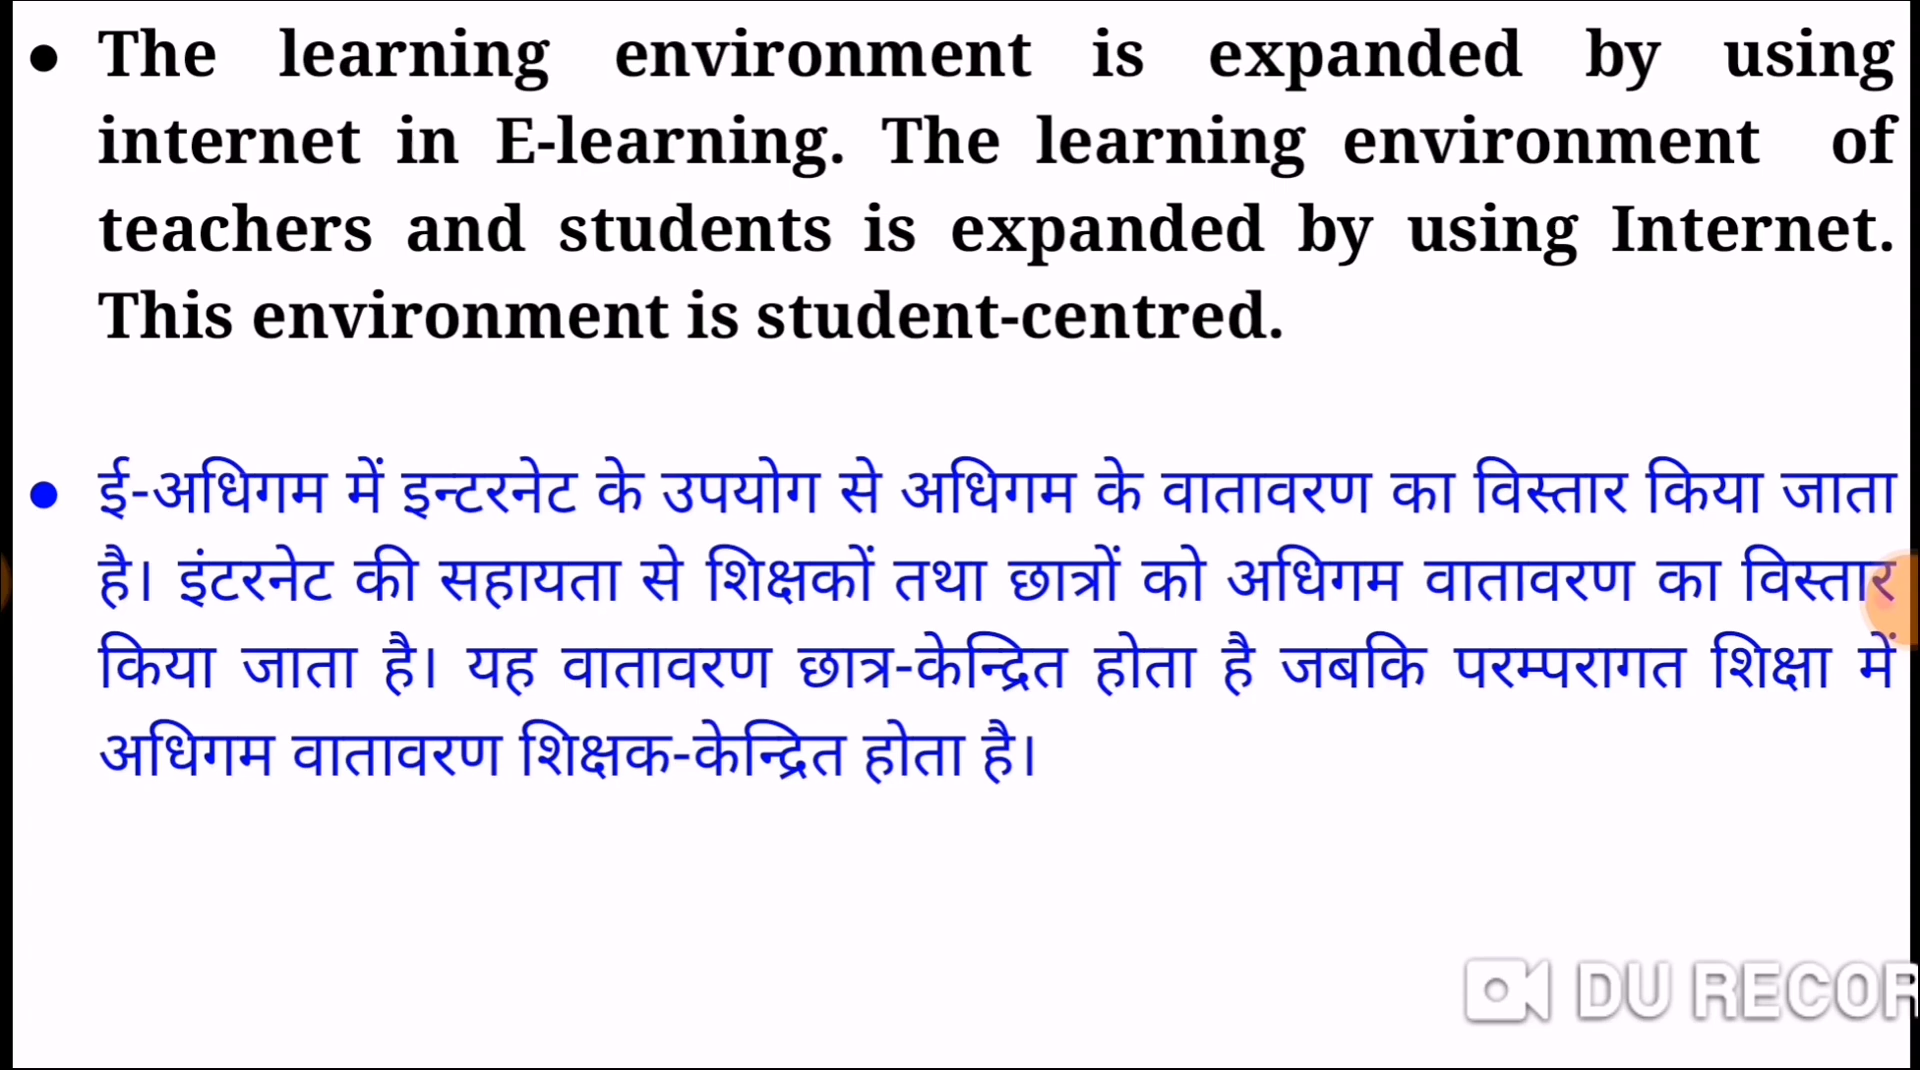 • The learning environment is expanded by using
internet in E-learning. The learning environment of
teachers and students is expanded by using Internet.
This environment is student-centred.
• ई-अधिगम में इन्टरनेट के उपयोग से अधिगम के वातावरण का विस्तार किया जाता
है। इंटरनेट की सहायता से शिक्षकों तथा छात्रों को अधिगम वातावरण का विस्तार
किया जाता है। यह वातावरण छात्र-केन्द्रित होता है जबकि परम्परागत शिक्षा में
अधिगम वातावरण शिक्षक-केन्द्रित होता है।
DU RECOR